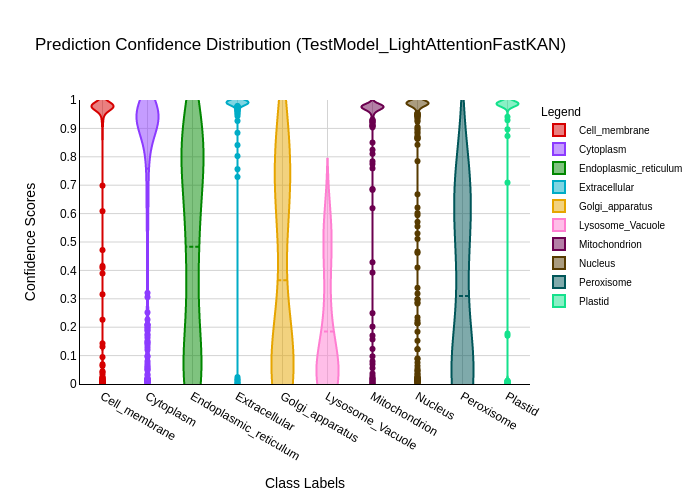 Prediction Confidence Distribution (TestModel_LightAttentionFastKAN)
Confidence Scores
1
0.9
0.8
0.7
0.6
0.5
0.4
0.3
0.2
0.1
0
Cell_membrane
Cytoplasm
Endoplasmic_reticulum
Extracellular
Golgi_apparatus
Lysosome_Vacuole
Mitochondrion
Nucleus
Peroxisome
Plastid
Class Labels
Legend
Cell_membrane
Cytoplasm
Endoplasmic_reticulum
Extracellular
Golgi_apparatus
Lysosome_Vacuole
Mitochondrion
Nucleus
Peroxisome
Plastid